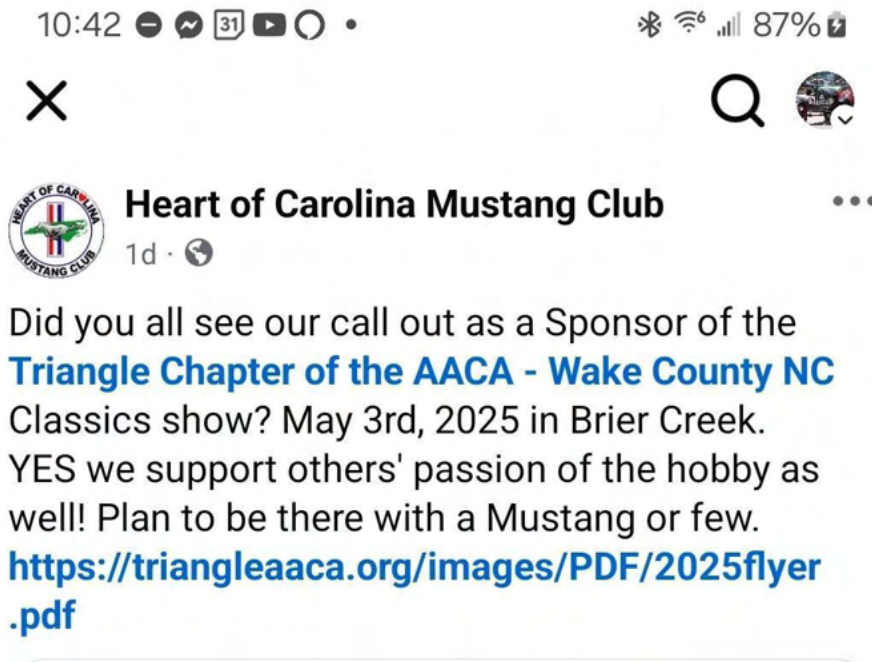 10:42 31 87%
HEART OF CAROLINA
MUSTANG CLUB
Heart of Carolina Mustang Club
1d ·
Did you all see our call out as a Sponsor of the
Triangle Chapter of the AACA - Wake County NC
Classics show? May 3rd, 2025 in Brier Creek.
YES we support others' passion of the hobby as
well! Plan to be there with a Mustang or few.
https://triangleaaca.org/images/PDF/2025flyer
.pdf